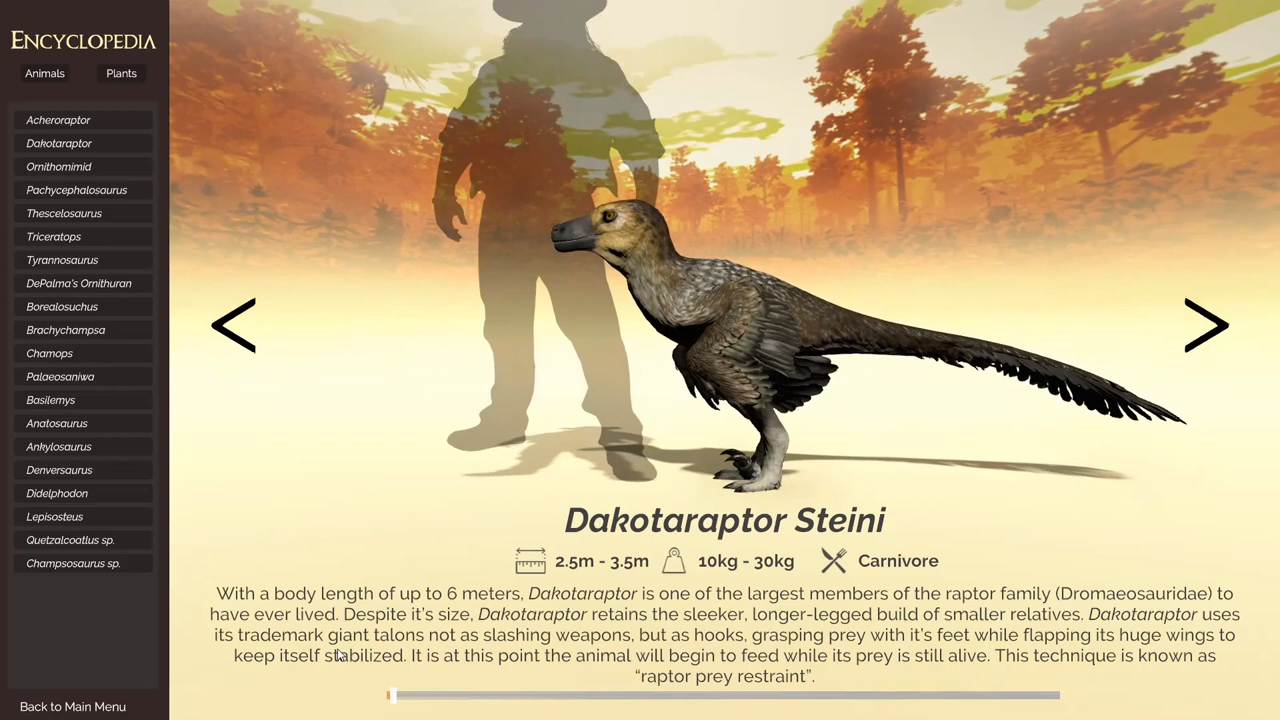 ENCYCLOPEDIA
Animals Plants
Acheroraptor
Dakotaraptor
Ornithomimid
Pachycephalosaurus
Thescelosaurus
Triceratops
Tyrannosaurus
DePalma's Ornithuran
Borealosuchus
Brachychampsa
Chamops
Palaeosaniwa
Basilemys
Anatosaurus
Ankylosaurus
Denversaurus
Didelphodon
Lepisosteus
Quetzalcoatlus sp.
Champsosaurus sp.
Back to Main Menu
Dakotaraptor Steini
2.5m - 3.5m 10kg - 30kg Carnivore
With a body length of up to 6 meters, Dakotaraptor is one of the largest members of the raptor family (Dromaeosauridae) to
have ever lived. Despite it's size, Dakotaraptor retains the sleeker, longer-legged build of smaller relatives. Dakotaraptor uses
its trademark giant talons not as slashing weapons, but as hooks, grasping prey with it's feet while flapping its huge wings to
keep itself stabilized. It is at this point the animal will begin to feed while its prey is still alive. This technique is known as
“raptor prey restraint”.